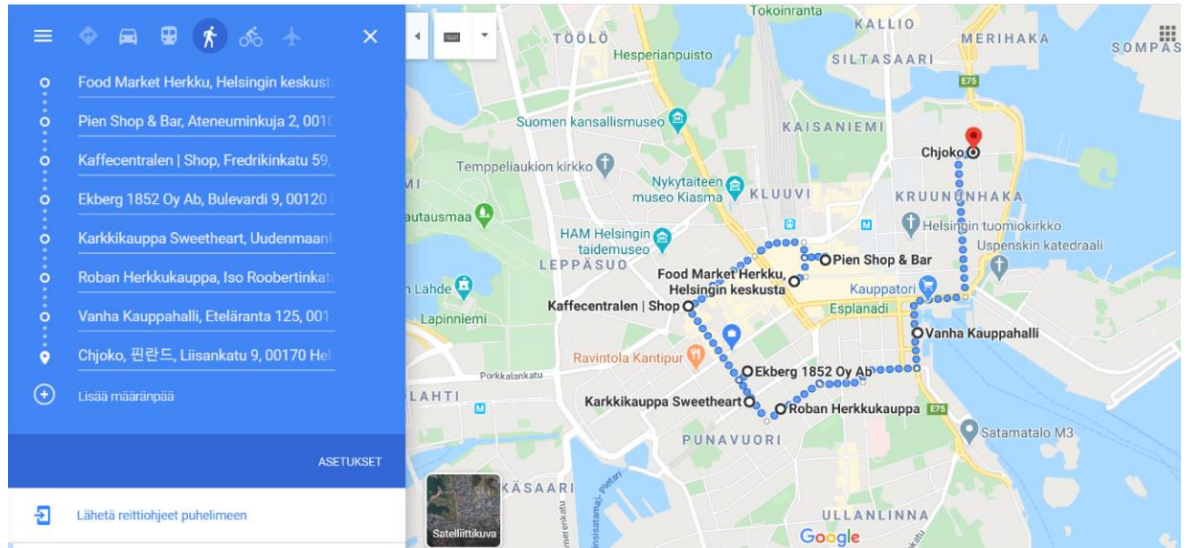 Food Market Herkku, Helsingin keskust
Pien Shop & Bar, Ateneuminkuja 2, 0010
Kaffecentralen | Shop, Fredrikinkatu 59,
Ekberg 1852 Oy Ab, Bulevardi 9, 00120
Karkkikauppa Sweetheart, Uudenmaank
Roban Herkkukauppa, Iso Roobertinkat
Vanha Kauppahalli, Eteläranta 125, 001
Chjoko, 핀란드, Liisankatu 9, 00170 Hel
Lisää määränpää
ASETUKSET
Lähetä reittiohjeet puhelimeen
Tokoinranta
KALLIO
TÖÖLÖ
MERIHAKA
SOMPAS
Hesperianpuisto
SILTASAARI
E75
Suomen kansallismuseo
KAISANIEMI
Chjoko
Temppeliaukion kirkko
Nykytaiteen
museo Kiasma
KLUUVI
KRUUNUNHAKA
autausmaa
HAM Helsingin
taidemuseo
M
Helsingin tuomiokirkko
Uspenskin katedraali
LEPPÄSUO
Pien Shop & Bar
Food Market Herkku,
Helsingin keskusta
Kauppatori
n Lähde
Kaffecentralen | Shop
Esplanadi
Lapinniemi
Vanha Kauppahalli
Ravintola Kantipur
Porkkalankatu
Ekberg 1852 Oy Ab
LAHTI
M
Karkkikauppa Sweetheart
Roban Herkkukauppa
E75
PUNAVUORI
Satamatalo M3
KÄSAARI
Satelliittikuva
ULLANLINNA
Google